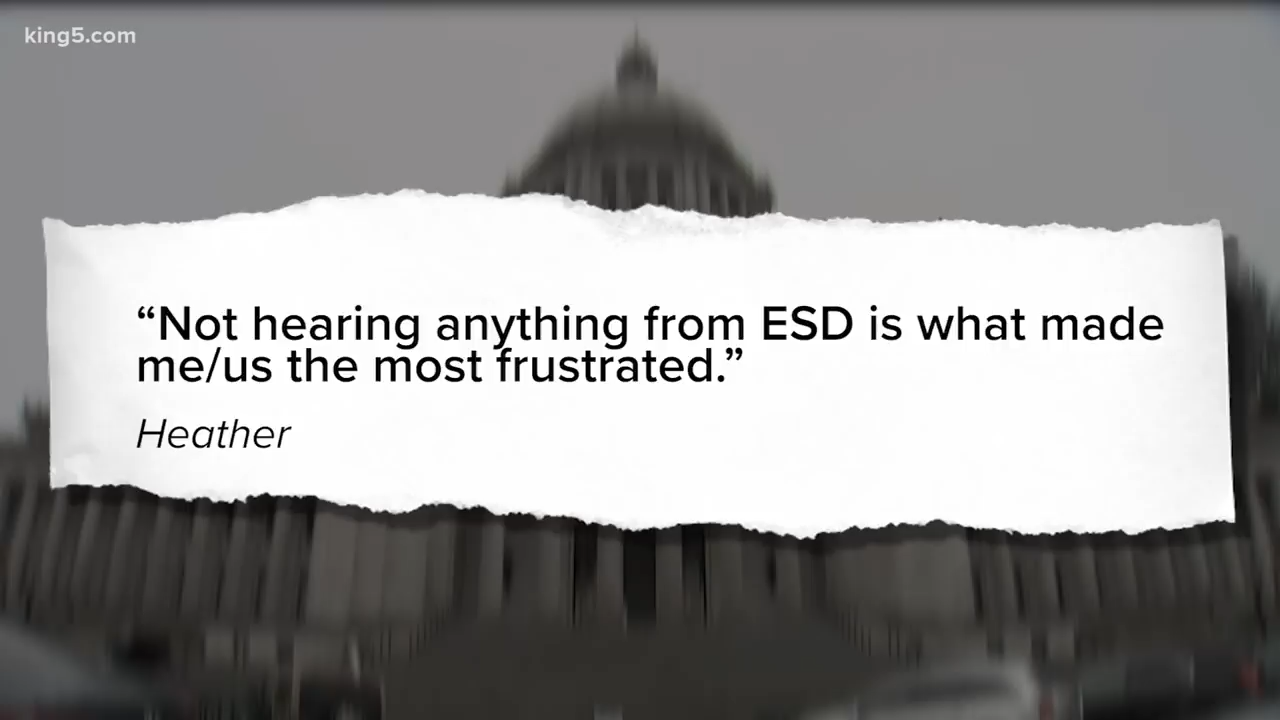 king5.com
“Not hearing anything from ESD is what made
me/us the most frustrated.”
Heather